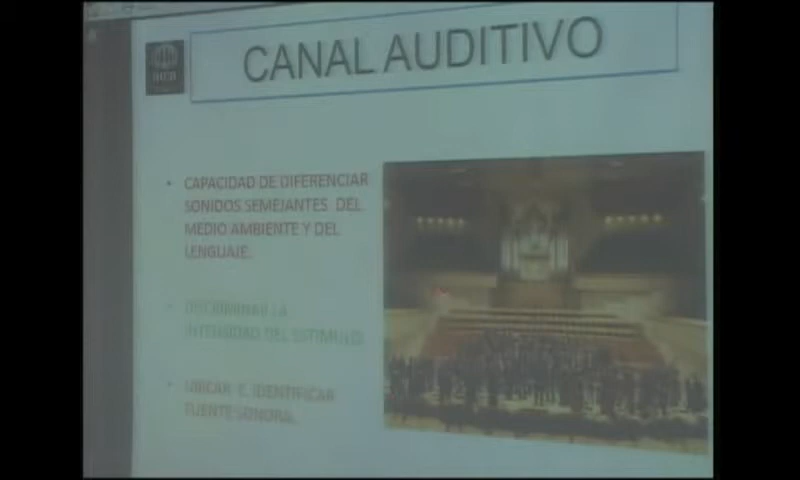 CANAL AUDITIVO
• CAPACIDAD DE DIFERENCIAR
SONIDOS SEMEJANTES DEL
MEDIO AMBIENTE Y DEL
LENGUAJE.
• DISCRIMINAR LA
INTENSIDAD DEL ESTIMULO.
• UBICAR E IDENTIFICAR
FUENTE SONORA.